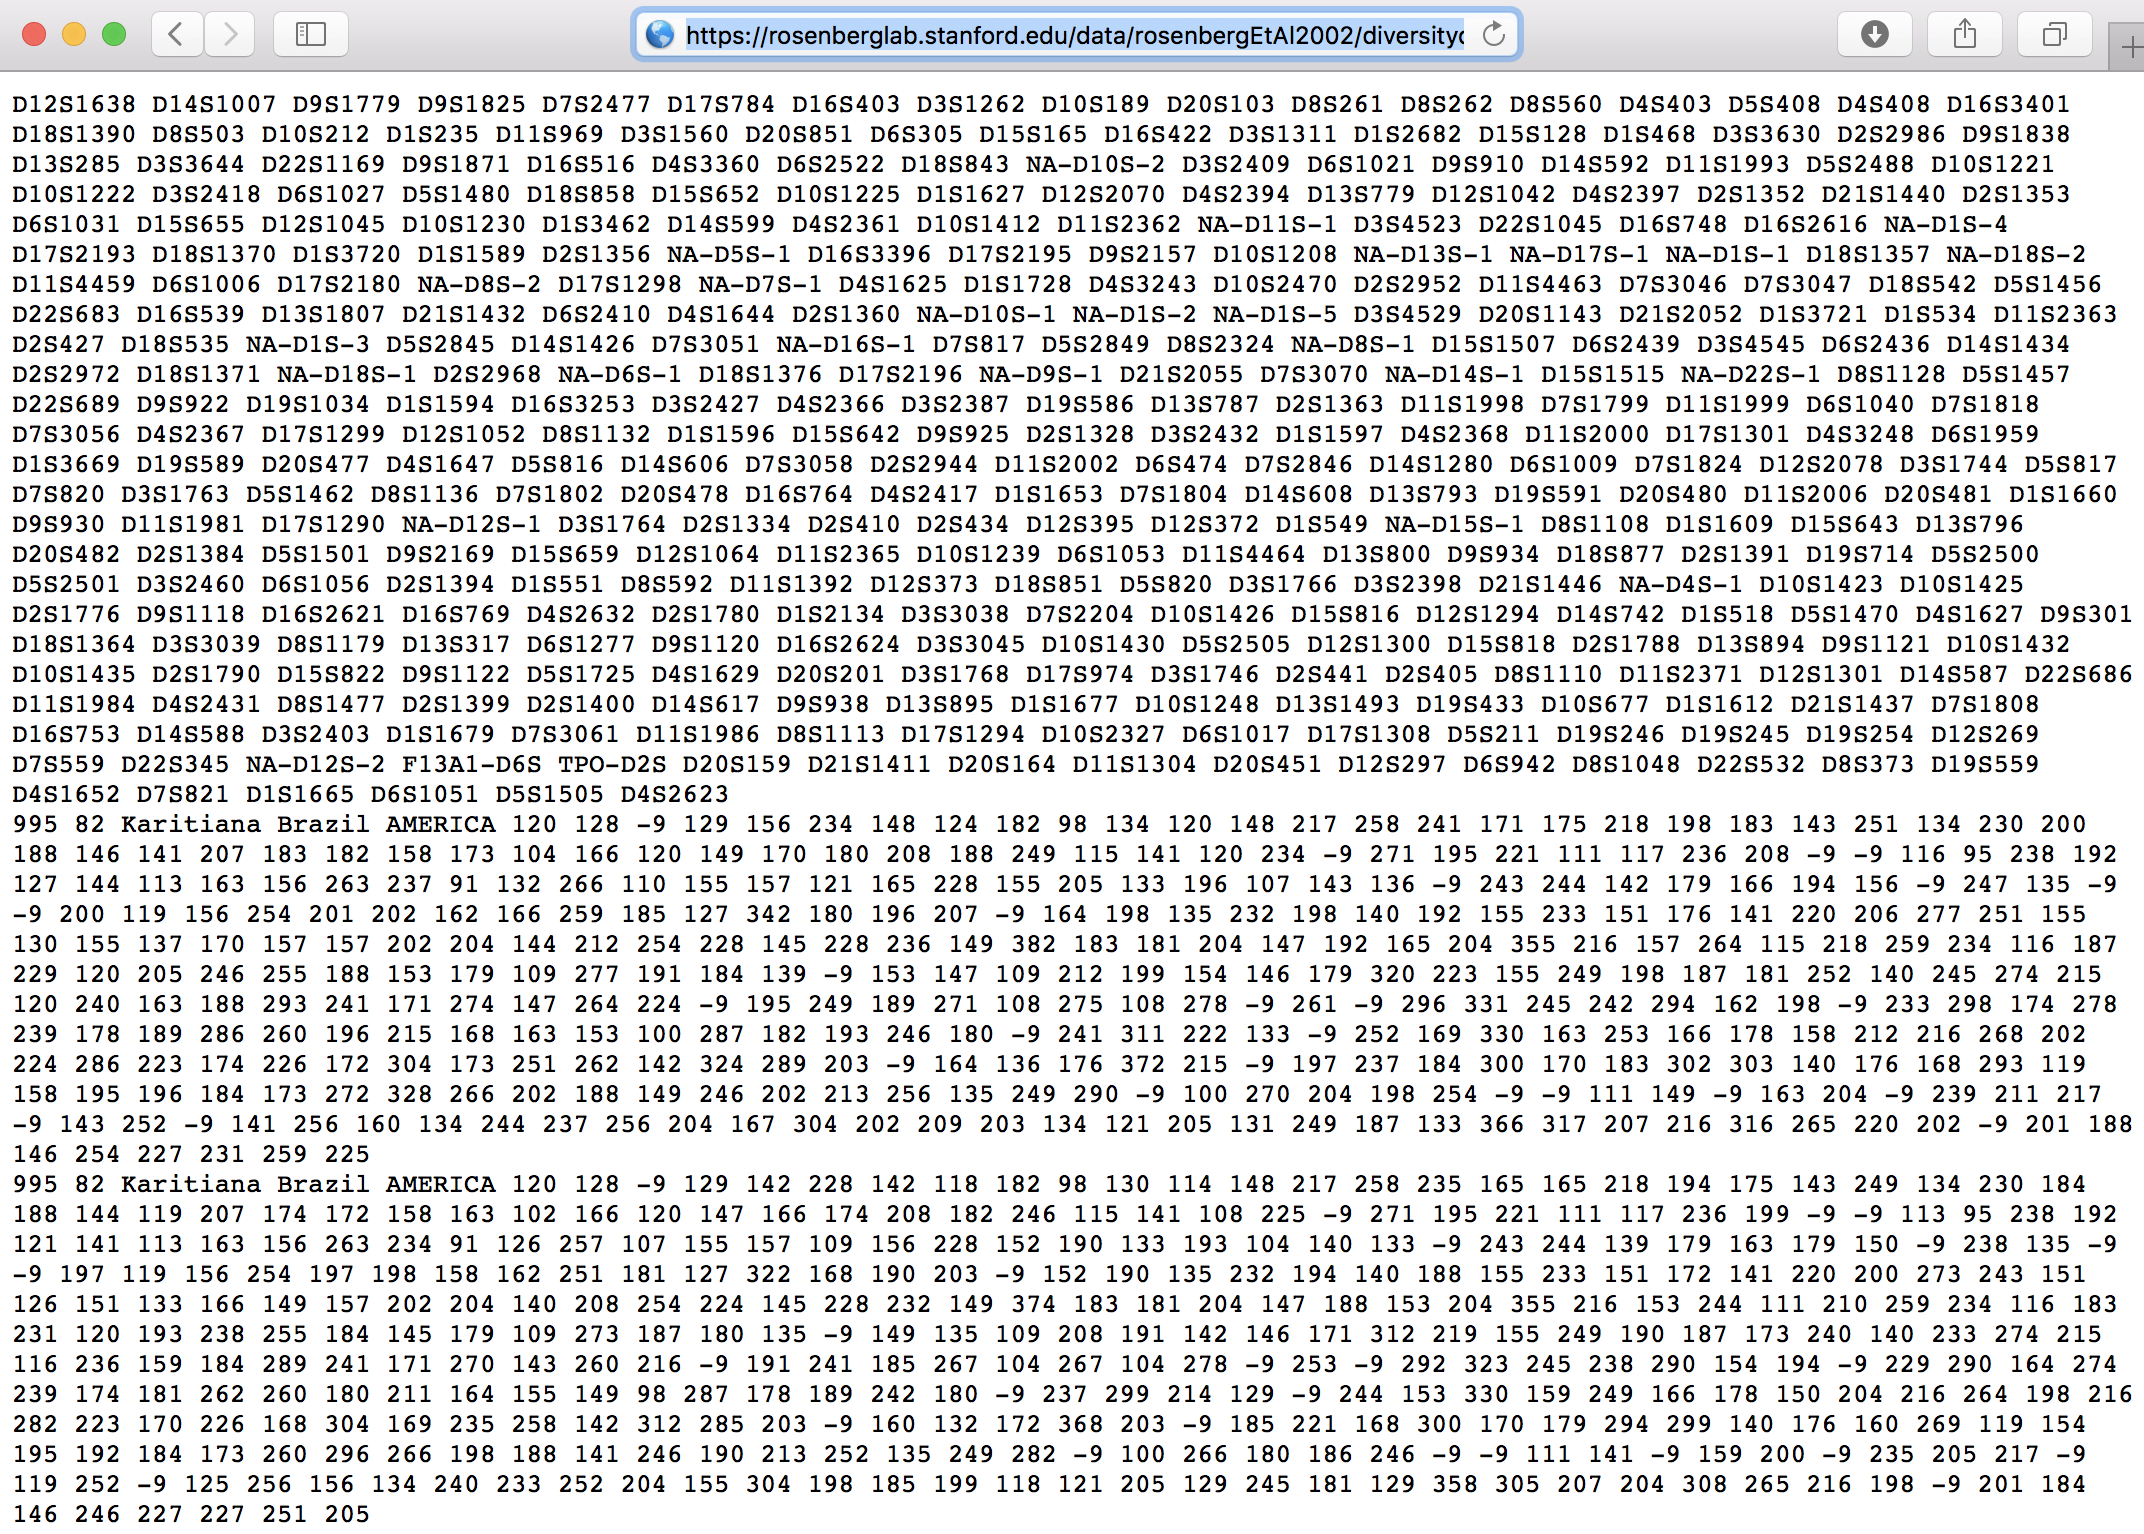 https://rosenberglab.stanford.edu/data/rosenbergEtAl2002/diversityd
D12S1638 D14S1007 D9S1779 D9S1825 D7S2477 D17S784 D16S403 D3S1262 D10S189 D20S103 D8S261 D8S262 D8S560 D4S403 D5S408 D4S408 D16S3401
D18S1390 D8S503 D10S212 D1S235 D11S969 D3S1560 D20S851 D6S305 D15S165 D16S422 D3S1311 D1S2682 D15S128 D1S468 D3S3630 D2S2986 D9S1838
D13S285 D3S3644 D22S1169 D9S1871 D16S516 D4S3360 D6S2522 D18S843 NA-D10S-2 D3S2409 D6S1021 D9S910 D14S592 D11S1993 D5S2488 D10S1221
D10S1222 D3S2418 D6S1027 D5S1480 D18S858 D15S652 D10S1225 D1S1627 D12S2070 D4S2394 D13S779 D12S1042 D4S2397 D2S1352 D21S1440 D2S1353
D6S1031 D15S655 D12S1045 D10S1230 D1S3462 D14S599 D4S2361 D10S1412 D11S2362 NA-D11S-1 D3S4523 D22S1045 D16S748 D16S2616 NA-D1S-4
D17S2193 D18S1370 D1S3720 D1S1589 D2S1356 NA-D5S-1 D16S3396 D17S2195 D9S2157 D10S1208 NA-D13S-1 NA-D17S-1 NA-D1S-1 D18S1357 NA-D18S-2
D11S4459 D6S1006 D17S2180 NA-D8S-2 D17S1298 NA-D7S-1 D4S1625 D1S1728 D4S3243 D10S2470 D2S2952 D11S4463 D7S3046 D7S3047 D18S542 D5S1456
D22S683 D16S539 D13S1807 D21S1432 D6S2410 D4S1644 D2S1360 NA-D10S-1 NA-D1S-2 NA-D1S-5 D3S4529 D20S1143 D21S2052 D1S3721 D1S534 D11S2363
D2S427 D18S535 NA-D1S-3 D5S2845 D14S1426 D7S3051 NA-D16S-1 D7S817 D5S2849 D8S2324 NA-D8S-1 D15S1507 D6S2439 D3S4545 D6S2436 D14S1434
D2S2972 D18S1371 NA-D18S-1 D2S2968 NA-D6S-1 D18S1376 D17S2196 NA-D9S-1 D21S2055 D7S3070 NA-D14S-1 D15S1515 NA-D22S-1 D8S1128 D5S1457
D22S689 D9S922 D19S1034 D1S1594 D16S3253 D3S2427 D4S2366 D3S2387 D19S586 D13S787 D2S1363 D11S1998 D7S1799 D11S1999 D6S1040 D7S1818
D7S3056 D4S2367 D17S1299 D12S1052 D8S1132 D1S1596 D15S642 D9S925 D2S1328 D3S2432 D1S1597 D4S2368 D11S2000 D17S1301 D4S3248 D6S1959
D1S3669 D19S589 D20S477 D4S1647 D5S816 D14S606 D7S3058 D2S2944 D11S2002 D6S474 D7S2846 D14S1280 D6S1009 D7S1824 D12S2078 D3S1744 D5S817
D7S820 D3S1763 D5S1462 D8S1136 D7S1802 D20S478 D16S764 D4S2417 D1S1653 D7S1804 D14S608 D13S793 D19S591 D20S480 D11S2006 D20S481 D1S1660
D9S930 D11S1981 D17S1290 NA-D12S-1 D3S1764 D2S1334 D2S410 D2S434 D12S395 D12S372 D1S549 NA-D15S-1 D8S1108 D1S1609 D15S643 D13S796
D20S482 D2S1384 D5S1501 D9S2169 D15S659 D12S1064 D11S2365 D10S1239 D6S1053 D11S4464 D13S800 D9S934 D18S877 D2S1391 D19S714 D5S2500
D5S2501 D3S2460 D6S1056 D2S1394 D1S551 D8S592 D11S1392 D12S373 D18S851 D5S820 D3S1766 D3S2398 D21S1446 NA-D4S-1 D10S1423 D10S1425
D2S1776 D9S1118 D16S2621 D16S769 D4S2632 D2S1780 D1S2134 D3S3038 D7S2204 D10S1426 D15S816 D12S1294 D14S742 D1S518 D5S1470 D4S1627 D9S301
D18S1364 D3S3039 D8S1179 D13S317 D6S1277 D9S1120 D16S2624 D3S3045 D10S1430 D5S2505 D12S1300 D15S818 D2S1788 D13S894 D9S1121 D10S1432
D10S1435 D2S1790 D15S822 D9S1122 D5S1725 D4S1629 D20S201 D3S1768 D17S974 D3S1746 D2S441 D2S405 D8S1110 D11S2371 D12S1301 D14S587 D22S686
D11S1984 D4S2431 D8S1477 D2S1399 D2S1400 D14S617 D9S938 D13S895 D1S1677 D10S1248 D13S1493 D19S433 D10S677 D1S1612 D21S1437 D7S1808
D16S753 D14S588 D3S2403 D1S1679 D7S3061 D11S1986 D8S1113 D17S1294 D10S2327 D6S1017 D17S1308 D5S211 D19S246 D19S245 D19S254 D12S269
D7S559 D22S345 NA-D12S-2 F13A1-D6S TPO-D2S D20S159 D21S1411 D20S164 D11S1304 D20S451 D12S297 D6S942 D8S1048 D22S532 D8S373 D19S559
D4S1652 D7S821 D1S1665 D6S1051 D5S1505 D4S2623
995 82 Karitiana Brazil AMERICA 120 128 -9 129 156 234 148 124 182 98 134 120 148 217 258 241 171 175 218 198 183 143 251 134 230 200
188 146 141 207 183 182 158 173 104 166 120 149 170 180 208 188 249 115 141 120 234 -9 271 195 221 111 117 236 208 -9 -9 116 95 238 192
127 144 113 163 156 263 237 91 132 266 110 155 157 121 165 228 155 205 133 196 107 143 136 -9 243 244 142 179 166 194 156 -9 247 135 -9
-9 200 119 156 254 201 202 162 166 259 185 127 342 180 196 207 -9 164 198 135 232 198 140 192 155 233 151 176 141 220 206 277 251 155
130 155 137 170 157 157 202 204 144 212 254 228 145 228 236 149 382 183 181 204 147 192 165 204 355 216 157 264 115 218 259 234 116 187
229 120 205 246 255 188 153 179 109 277 191 184 139 -9 153 147 109 212 199 154 146 179 320 223 155 249 198 187 181 252 140 245 274 215
120 240 163 188 293 241 171 274 147 264 224 -9 195 249 189 271 108 275 108 278 -9 261 -9 296 331 245 242 294 162 198 -9 233 298 174 278
239 178 189 286 260 196 215 168 163 153 100 287 182 193 246 180 -9 241 311 222 133 -9 252 169 330 163 253 166 178 158 212 216 268 202
224 286 223 174 226 172 304 173 251 262 142 324 289 203 -9 164 136 176 372 215 -9 197 237 184 300 170 183 302 303 140 176 168 293 119
158 195 196 184 173 272 328 266 202 188 149 246 202 213 256 135 249 290 -9 100 270 204 198 254 -9 -9 111 149 -9 163 204 -9 239 211 217
-9 143 252 -9 141 256 160 134 244 237 256 204 167 304 202 209 203 134 121 205 131 249 187 133 366 317 207 216 316 265 220 202 -9 201 188
146 254 227 231 259 225
995 82 Karitiana Brazil AMERICA 120 128 -9 129 142 228 142 118 182 98 130 114 148 217 258 235 165 165 218 194 175 143 249 134 230 184
188 144 119 207 174 172 158 163 102 166 120 147 166 174 208 182 246 115 141 108 225 -9 271 195 221 111 117 236 199 -9 -9 113 95 238 192
121 141 113 163 156 263 234 91 126 257 107 155 157 109 156 228 152 190 133 193 104 140 133 -9 243 244 139 179 163 179 150 -9 238 135 -9
-9 197 119 156 254 197 198 158 162 251 181 127 322 168 190 203 -9 152 190 135 232 194 140 188 155 233 151 172 141 220 200 273 243 151
126 151 133 166 149 157 202 204 140 208 254 224 145 228 232 149 374 183 181 204 147 188 153 204 355 216 153 244 111 210 259 234 116 183
231 120 193 238 255 184 145 179 109 273 187 180 135 -9 149 135 109 208 191 142 146 171 312 219 155 249 190 187 173 240 140 233 274 215
116 236 159 184 289 241 171 270 143 260 216 -9 191 241 185 267 104 267 104 278 -9 253 -9 292 323 245 238 290 154 194 -9 229 290 164 274
239 174 181 262 260 180 211 164 155 149 98 287 178 189 242 180 -9 237 299 214 129 -9 244 153 330 159 249 166 178 150 204 216 264 198 216
282 223 170 226 168 304 169 235 258 142 312 285 203 -9 160 132 172 368 203 -9 185 221 168 300 170 179 294 299 140 176 160 269 119 154
195 192 184 173 260 296 266 198 188 141 246 190 213 252 135 249 282 -9 100 266 180 186 246 -9 -9 111 141 -9 159 200 -9 235 205 217 -9
119 252 -9 125 256 156 134 240 233 252 204 155 304 198 185 199 118 121 205 129 245 181 129 358 305 207 204 308 265 216 198 -9 201 184
146 246 227 227 251 205